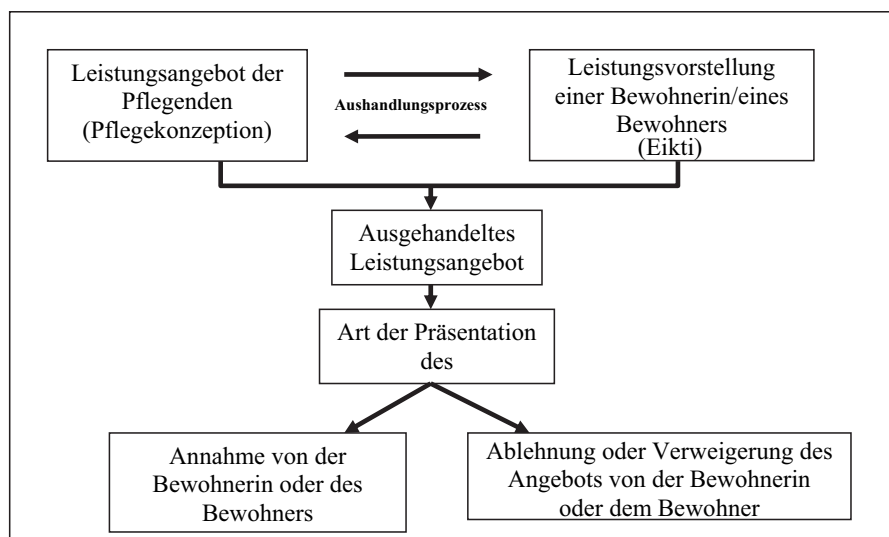 Leistungsangebot der
Pflegenden
(Pflegekonzeption)
Aushandlungsprozess
Leistungsvorstellung
einer Bewohnerin/eines
Bewohners
(Eikti)
Ausgehandeltes
Leistungsangebot
Art der Präsentation
des
Annahme von der
Bewohnerin oder des
Bewohners
Ablehnung oder Verweigerung des
Angebots von der Bewohnerin
oder dem Bewohner